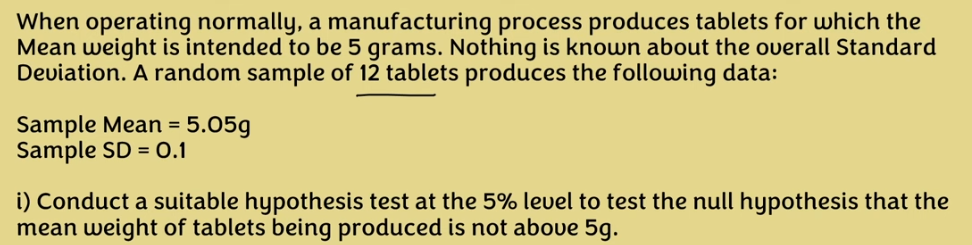 When operating normally, a manufacturing process produces tablets for which the
Mean weight is intended to be 5 grams. Nothing is known about the overall Standard
Deviation. A random sample of 12 tablets produces the following data:
Sample Mean = 5.05g
Sample SD = 0.1
i) Conduct a suitable hypothesis test at the 5% level to test the null hypothesis that the
mean weight of tablets being produced is not above 5g.